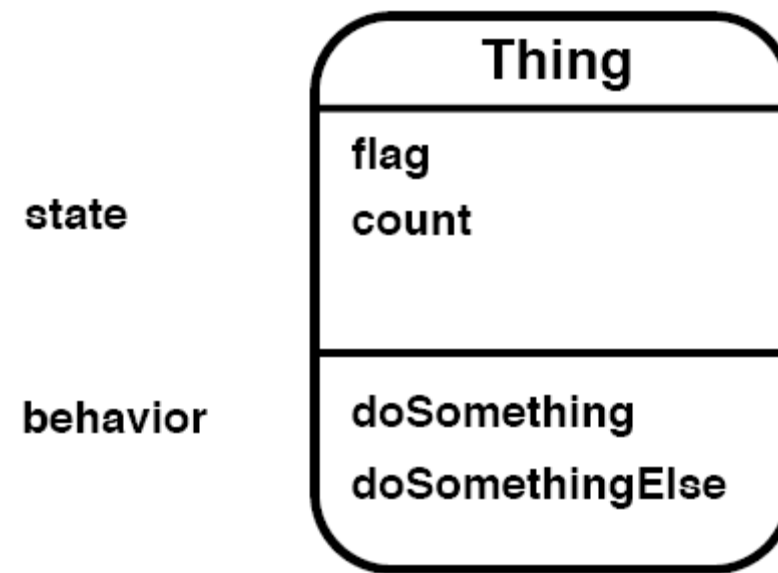 Thing
flag
state
count
behavior
doSomething
doSomethingElse